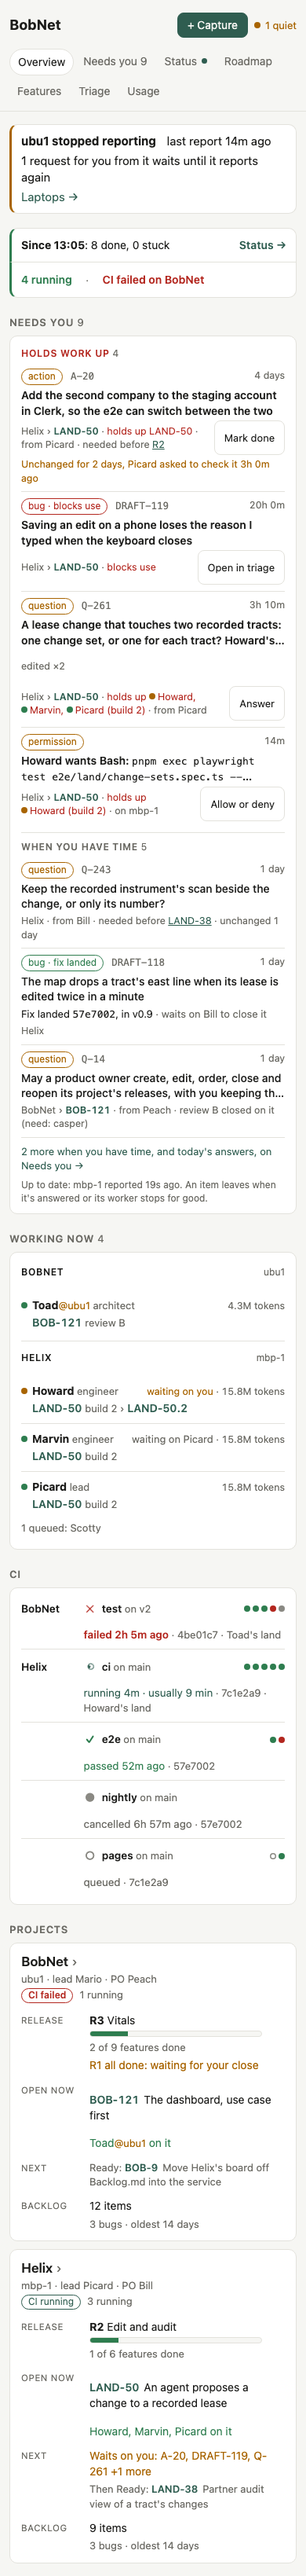 BobNet
+ Capture
1 quiet
Overview
Needs you 9
Status
Roadmap
Features
Triage
Usage
ubu1 stopped reporting last report 14m ago
1 request for you from it waits until it reports
again
Laptops →
Since 13:05: 8 done, 0 stuck
Status →
4 running · CI failed on BobNet
NEEDS YOU 9
HOLDS WORK UP 4
action A-20 4 days
Add the second company to the staging account
in Clerk, so the e2e can switch between the two
Helix › LAND-50 · holds up LAND-50 ·
from Picard · needed before R2
Mark done
Unchanged for 2 days, Picard asked to check it 3h 0m
ago
bug · blocks use DRAFT-119 20h 0m
Saving an edit on a phone loses the reason I
typed when the keyboard closes
Helix › LAND-50 · blocks use
Open in triage
question Q-261 3h 10m
A lease change that touches two recorded tracts:
one change set, or one for each tract? Howard's...
edited ×2
Helix › LAND-50 · holds up Howard,
Marvin, Picard (build 2) · from Picard
Answer
permission 14m
Howard wants Bash: pnpm exec playwright
test e2e/land/change-sets.spec.ts --...
Helix › LAND-50 · holds up
Howard (build 2) · on mbp-1
Allow or deny
WHEN YOU HAVE TIME 5
question Q-243 1 day
Keep the recorded instrument's scan beside the
change, or only its number?
Helix · from Bill · needed before LAND-38 · unchanged 1
day
bug · fix landed DRAFT-118 1 day
The map drops a tract's east line when its lease is
edited twice in a minute
Fix landed 57e7002, in v0.9 · waits on Bill to close it
Helix
question Q-14 1 day
May a product owner create, edit, order, close and
reopen its project's releases, with you keeping th...
BobNet › BOB-121 · from Peach · review B closed on it
(need: casper)
2 more when you have time, and today's answers, on
Needs you →
Up to date: mbp-1 reported 19s ago. An item leaves when
it's answered or its worker stops for good.
WORKING NOW 4
BOBNET ubu1
Toad@ubu1 architect 4.3M tokens
BOB-121 review B
HELIX mbp-1
Howard engineer waiting on you · 15.8M tokens
LAND-50 build 2 › LAND-50.2
Marvin engineer waiting on Picard · 15.8M tokens
LAND-50 build 2
Picard lead 15.8M tokens
LAND-50 build 2
1 queued: Scotty
CI
BobNet test on v2
failed 2h 5m ago · 4be01c7 · Toad's land
Helix ci on main
running 4m · usually 9 min · 7c1e2a9 ·
Howard's land
e2e on main
passed 52m ago · 57e7002
nightly on main
cancelled 6h 57m ago · 57e7002
pages on main
queued · 7c1e2a9
PROJECTS
BobNet ›
ubu1 · lead Mario · PO Peach
CI failed 1 running
RELEASE R3 Vitals
2 of 9 features done
R1 all done: waiting for your close
OPEN NOW
BOB-121 The dashboard, use case
first
Toad@ubu1 on it
NEXT Ready: BOB-9 Move Helix's board off
Backlog.md into the service
BACKLOG 12 items
3 bugs · oldest 14 days
Helix ›
mbp-1 · lead Picard · PO Bill
CI running 3 running
RELEASE R2 Edit and audit
1 of 6 features done
OPEN NOW
LAND-50 An agent proposes a
change to a recorded lease
Howard, Marvin, Picard on it
NEXT Waits on you: A-20, DRAFT-119, Q-
261 +1 more
Then Ready: LAND-38 Partner audit
view of a tract's changes
BACKLOG 9 items
3 bugs · oldest 14 days